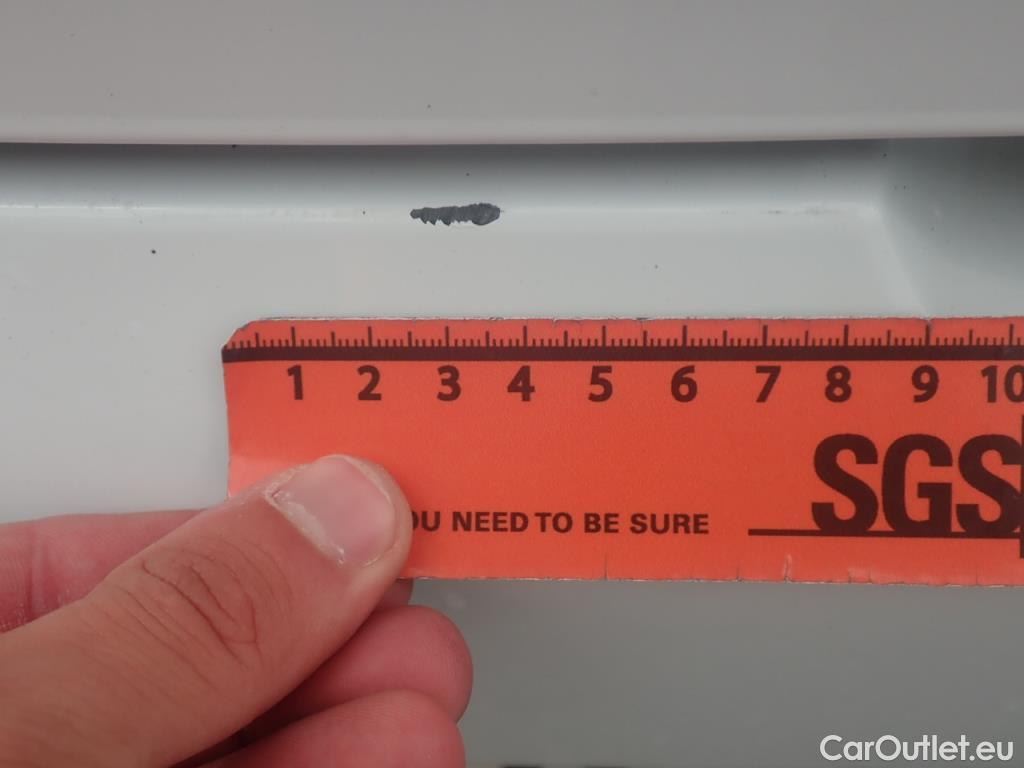 1 2 3 4 5 6 7 8 9 10
SGS
OU NEED TO BE SURE
CarOutlet.eu